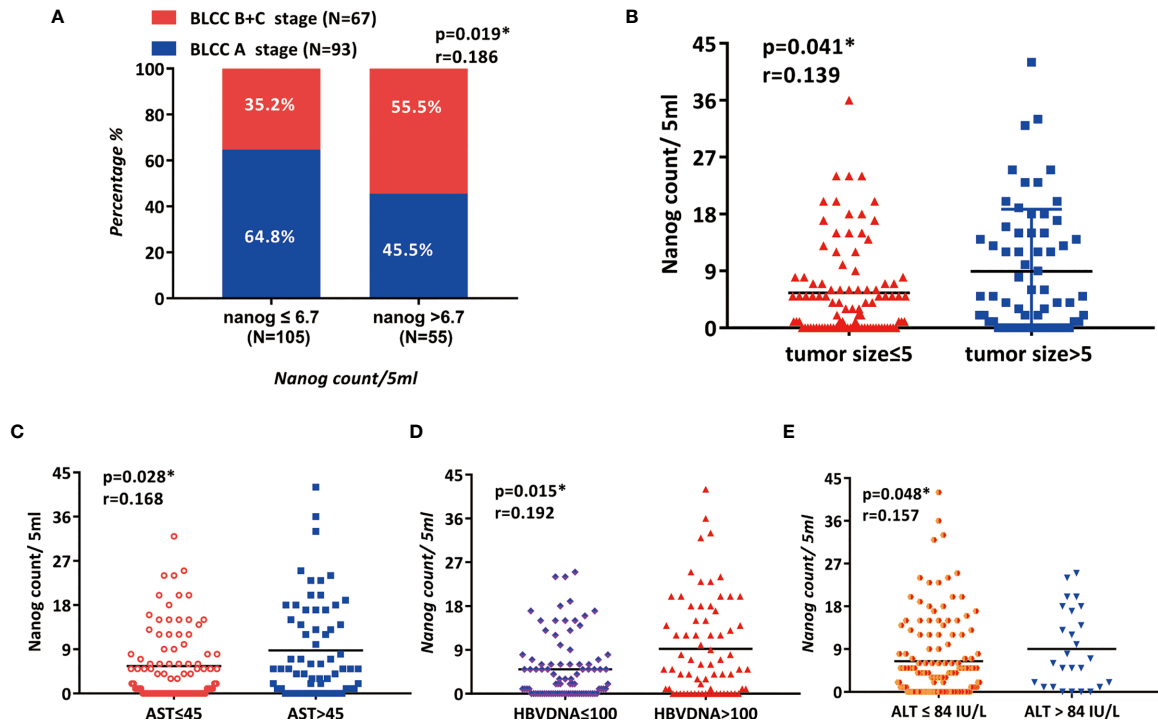 A
BLCC B+C stage (N=67)
BLCC A stage (N=93)
p=0.019*
r=0.186
Percentage %
100
80
60
40
20
0
35.2%
64.8%
55.5%
45.5%
nanog ≤ 6.7
(N=105)
nanog >6.7
(N=55)
Nanog count/5ml
B
p=0.041*
r=0.139
Nanog count/ 5ml
45
36
27
18
9
0
tumor size≤5
tumor size>5
C
p=0.028*
r=0.168
Nanog count/ 5ml
45
36
27
18
9
0
AST≤45
AST>45
D
p=0.015*
r=0.192
Nanog count/ 5ml
45
36
27
18
9
0
HBVDNA≤100
HBVDNA>100
E
p=0.048*
r=0.157
Nanog count/ 5ml
45
36
27
18
9
0
ALT ≤ 84 IU/L
ALT > 84 IU/L